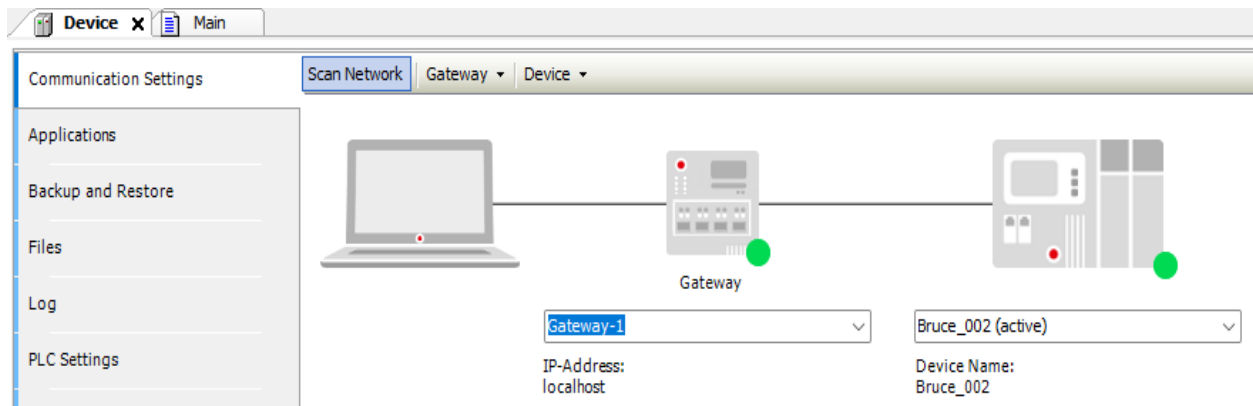 Device Main
Communication Settings
Scan Network Gateway Device
Applications
Backup and Restore
Files
Log
PLC Settings
Gateway
Gateway-1
IP-Address:
localhost
Bruce_002 (active)
Device Name:
Bruce_002